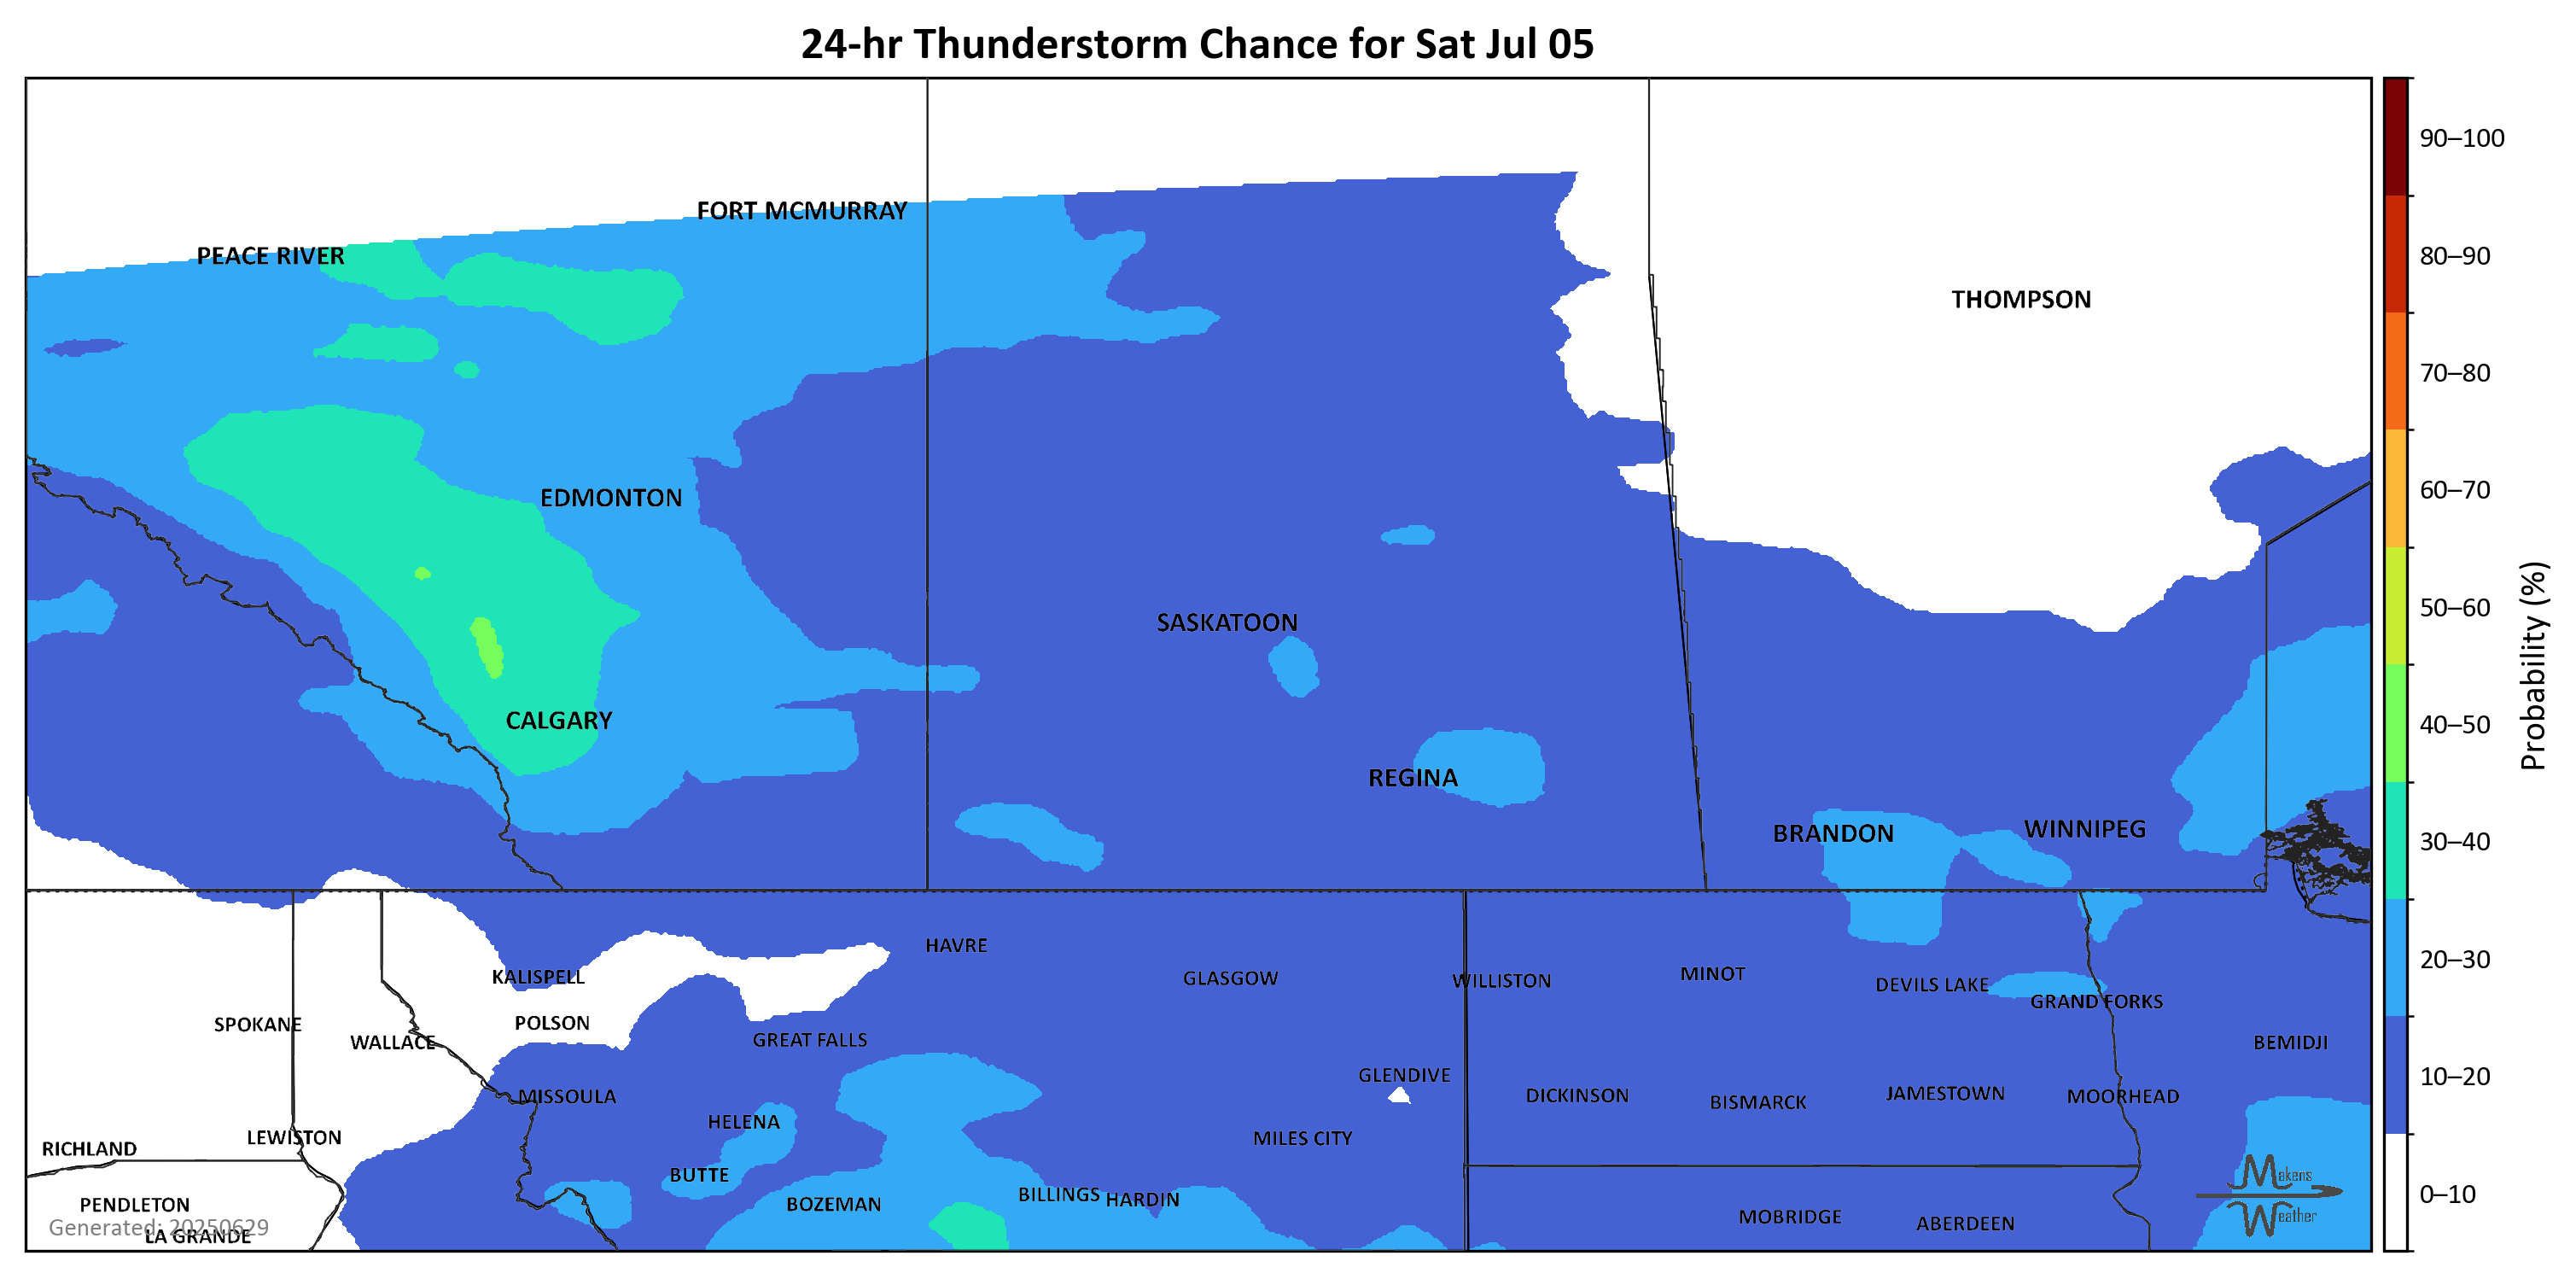 24-hr Thunderstorm Chance for Sat Jul 05
FORT MCMURRAY
PEACE RIVER
THOMPSON
EDMONTON
SASKATOON
CALGARY
REGINA
BRANDON
WINNIPEG
HAVRE
KALISPELL
GLASGOW
WILLISTON
MINOT
DEVILS LAKE
GRAND FORKS
SPOKANE
POLSON
WALLACE
GREAT FALLS
BEMIDJI
GLENDIVE
MISSOULA
DICKINSON
BISMARCK
JAMESTOWN
MOORHEAD
HELENA
LEWISTON
RICHLAND
MILES CITY
BUTTE
BILLINGS
HARDIN
PENDLETON
BOZEMAN
MOBRIDGE
ABERDEEN
Generated: 20250629
LA GRANDE
Makens
Weather
90–100
80–90
70–80
60–70
50–60
40–50
30–40
20–30
10–20
0–10
Probability (%)